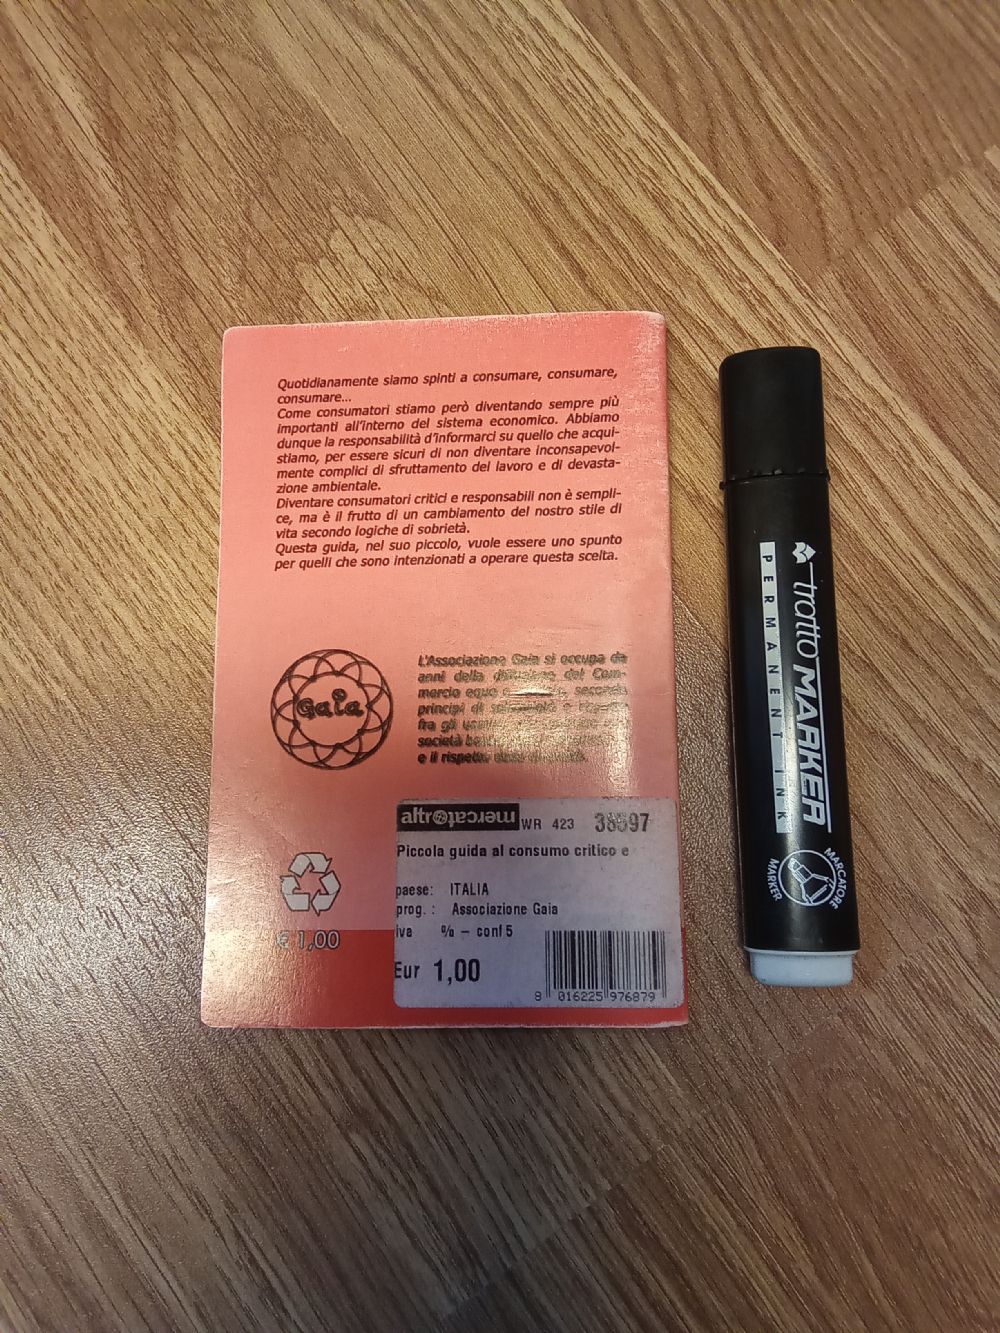 Quotidianamente siamo spinti a consumare, consumare,
consumare...
Come consumatori stiamo però diventando sempre più
importanti all'interno del sistema economico. Abbiamo
dunque la responsabilità d'informarci su quello che acqui-
stiamo, per essere sicuri di non diventare inconsapevol-
mente complici di sfruttamento del lavoro e di devasta-
zione ambientale.
Diventare consumatori critici e responsabili non è sempli-
ce, ma è il frutto di un cambiamento del nostro stile di
vita secondo logiche di sobrietà.
Questa guida, nel suo piccolo, vuole essere uno spunto
per quelli che sono intenzionati a operare questa scelta.
Gaia
L'Associazione Gaia si occupa da
anni della del Com-
mercio equo secondo
principi di
fra gli
società
e il rispetto
altromercato WR 423 38597
Piccola guida al consumo critico e
paese: ITALIA
prog. : Associazione Gaia
iva % - conf 5
Eur 1,00
8 016225 976879
€ 1,00
tratto MARKER
PERMANENT INK
MARCATORE
MARKER